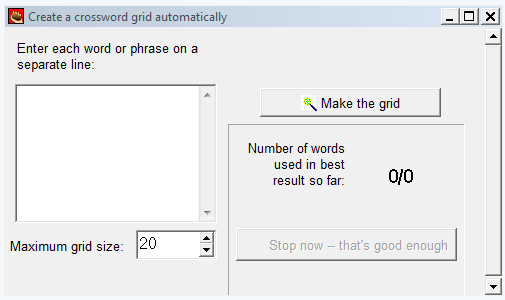 Create a crossword grid automatically
Enter each word or phrase on a
separate line:
Make the grid
Number of words
used in best
result so far:
0/0
Stop now -- that's good enough
Maximum grid size:
20